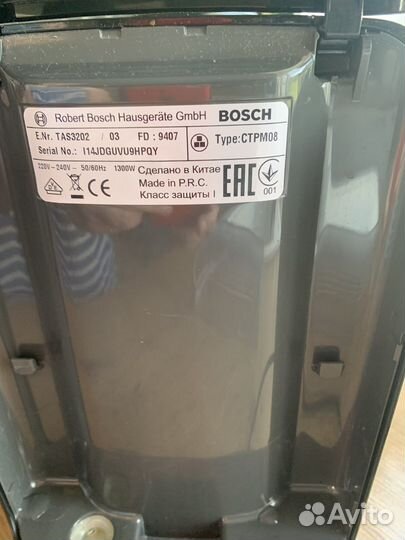 Robert Bosch Hausgeräte GmbH BOSCH
E.Nr. TAS3202 / 03 FD: 9407
Type: CTPM08
Serial No.: I14JDGUVU9HPQY
220V-240V~ 50/60Hz 1300W
Сделано в Китае
Made in P.R.C.
Класс защиты I
CE
EAC
001
Avito